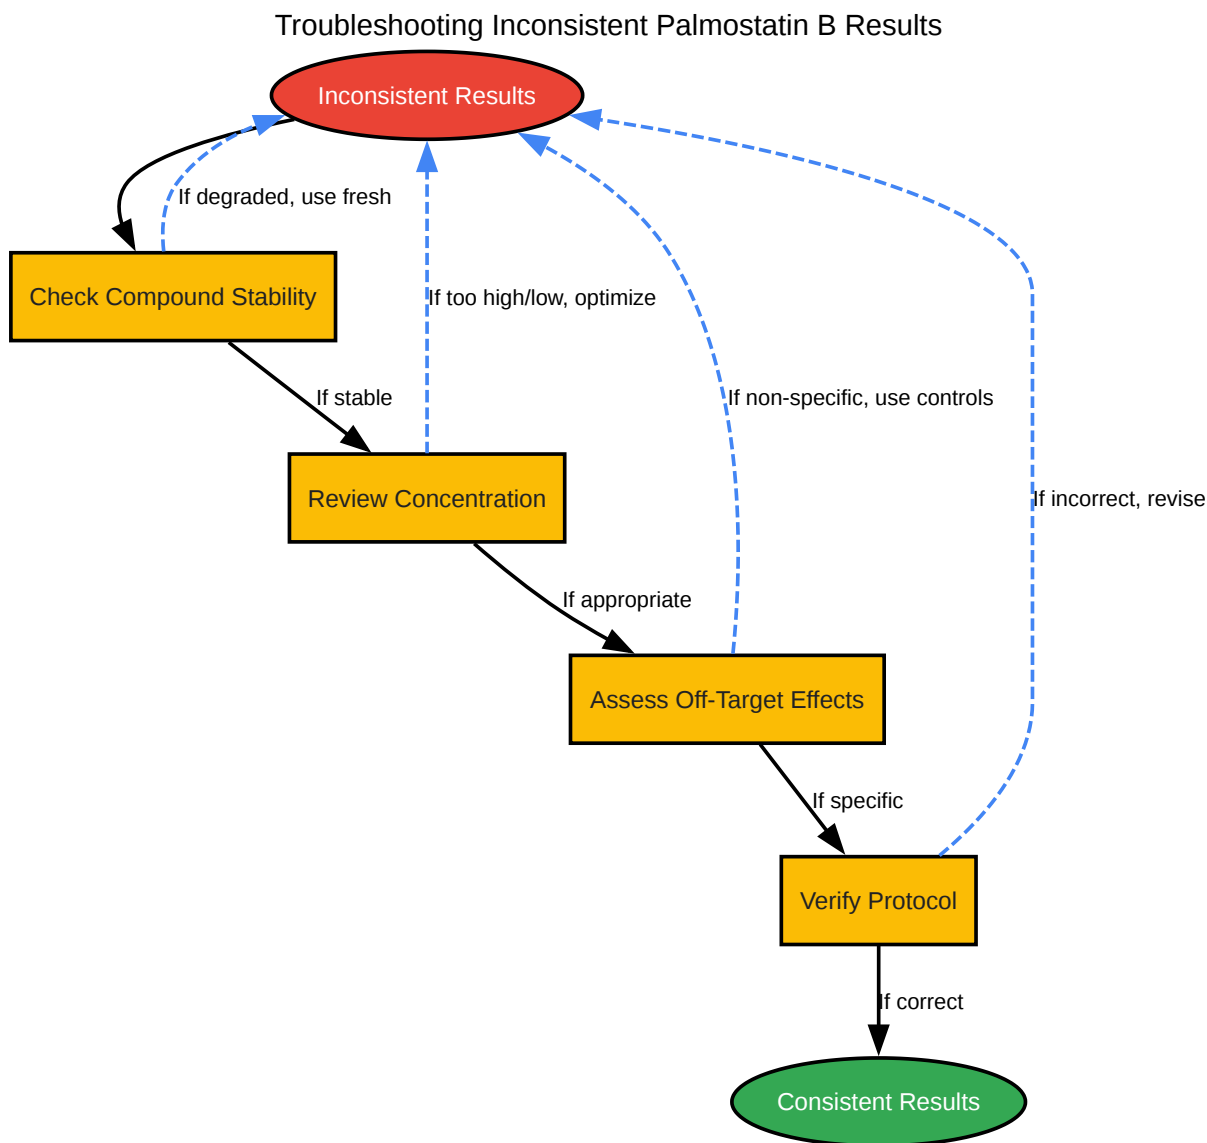 Troubleshooting Inconsistent Palmostatin B Results
Inconsistent Results
If degraded, use fresh
Check Compound Stability
If too high/low, optimize
If stable
If non-specific, use controls
Review Concentration
If incorrect, revise
If appropriate
Assess Off-Target Effects
If specific
Verify Protocol
If correct
Consistent Results